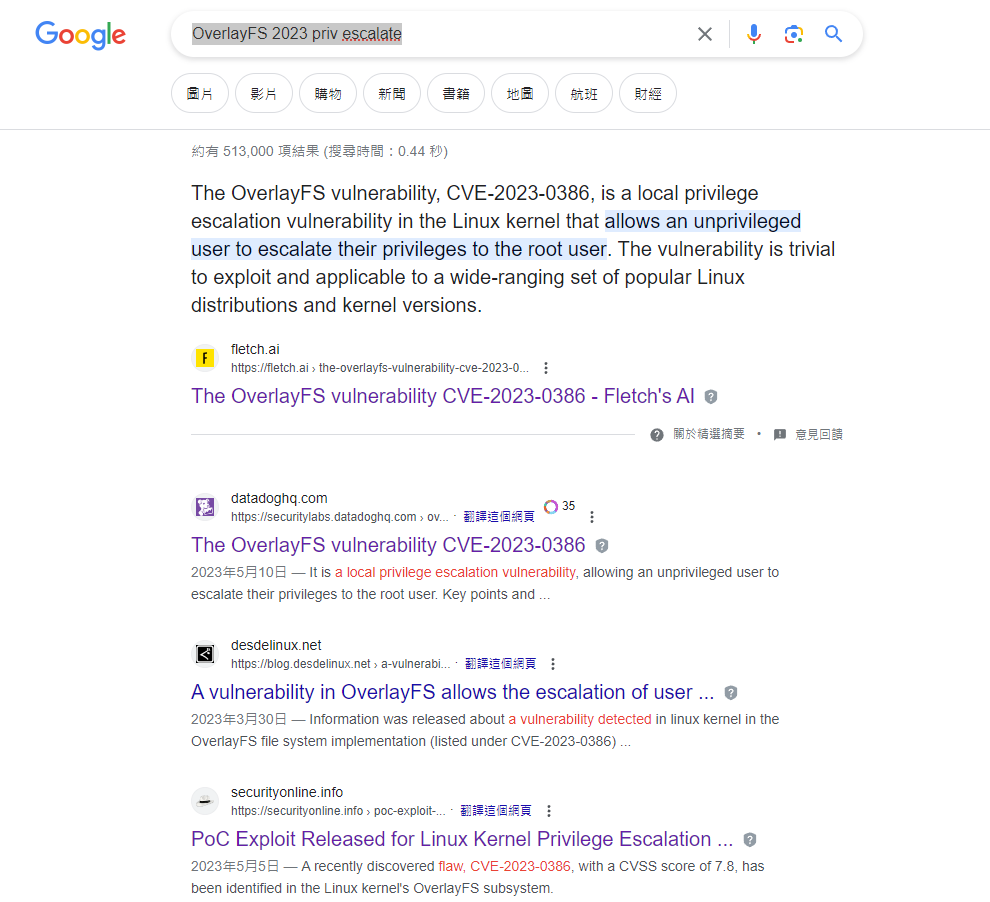 Google
OverlayFS 2023 priv escalate
圖片 影片 購物 新聞 書籍 地圖 航班 財經
約有 513,000 項結果 (搜尋時間:0.44 秒)
The OverlayFS vulnerability, CVE-2023-0386, is a local privilege
escalation vulnerability in the Linux kernel that allows an unprivileged
user to escalate their privileges to the root user. The vulnerability is trivial
to exploit and applicable to a wide-ranging set of popular Linux
distributions and kernel versions.
F
fletch.ai
https://fletch.ai › the-overlayfs-vulnerability-cve-2023-0...
The OverlayFS vulnerability CVE-2023-0386 - Fletch's AI
關於精選摘要 • 意見回饋
datadoghq.com
35
https://securitylabs.datadoghq.com › ov... · 翻譯這個網頁
The OverlayFS vulnerability CVE-2023-0386
2023年5月10日 — It is a local privilege escalation vulnerability, allowing an unprivileged user to
escalate their privileges to the root user. Key points and ...
desdelinux.net
https://blog.desdelinux.net › a-vulnerabi... · 翻譯這個網頁
A vulnerability in OverlayFS allows the escalation of user ...
2023年3月30日 — Information was released about a vulnerability detected in linux kernel in the
OverlayFS file system implementation (listed under CVE-2023-0386) ...
securityonline.info
https://securityonline.info › poc-exploit-... · 翻譯這個網頁
PoC Exploit Released for Linux Kernel Privilege Escalation ...
2023年5月5日 — A recently discovered flaw, CVE-2023-0386, with a CVSS score of 7.8, has
been identified in the Linux kernel's OverlayFS subsystem.